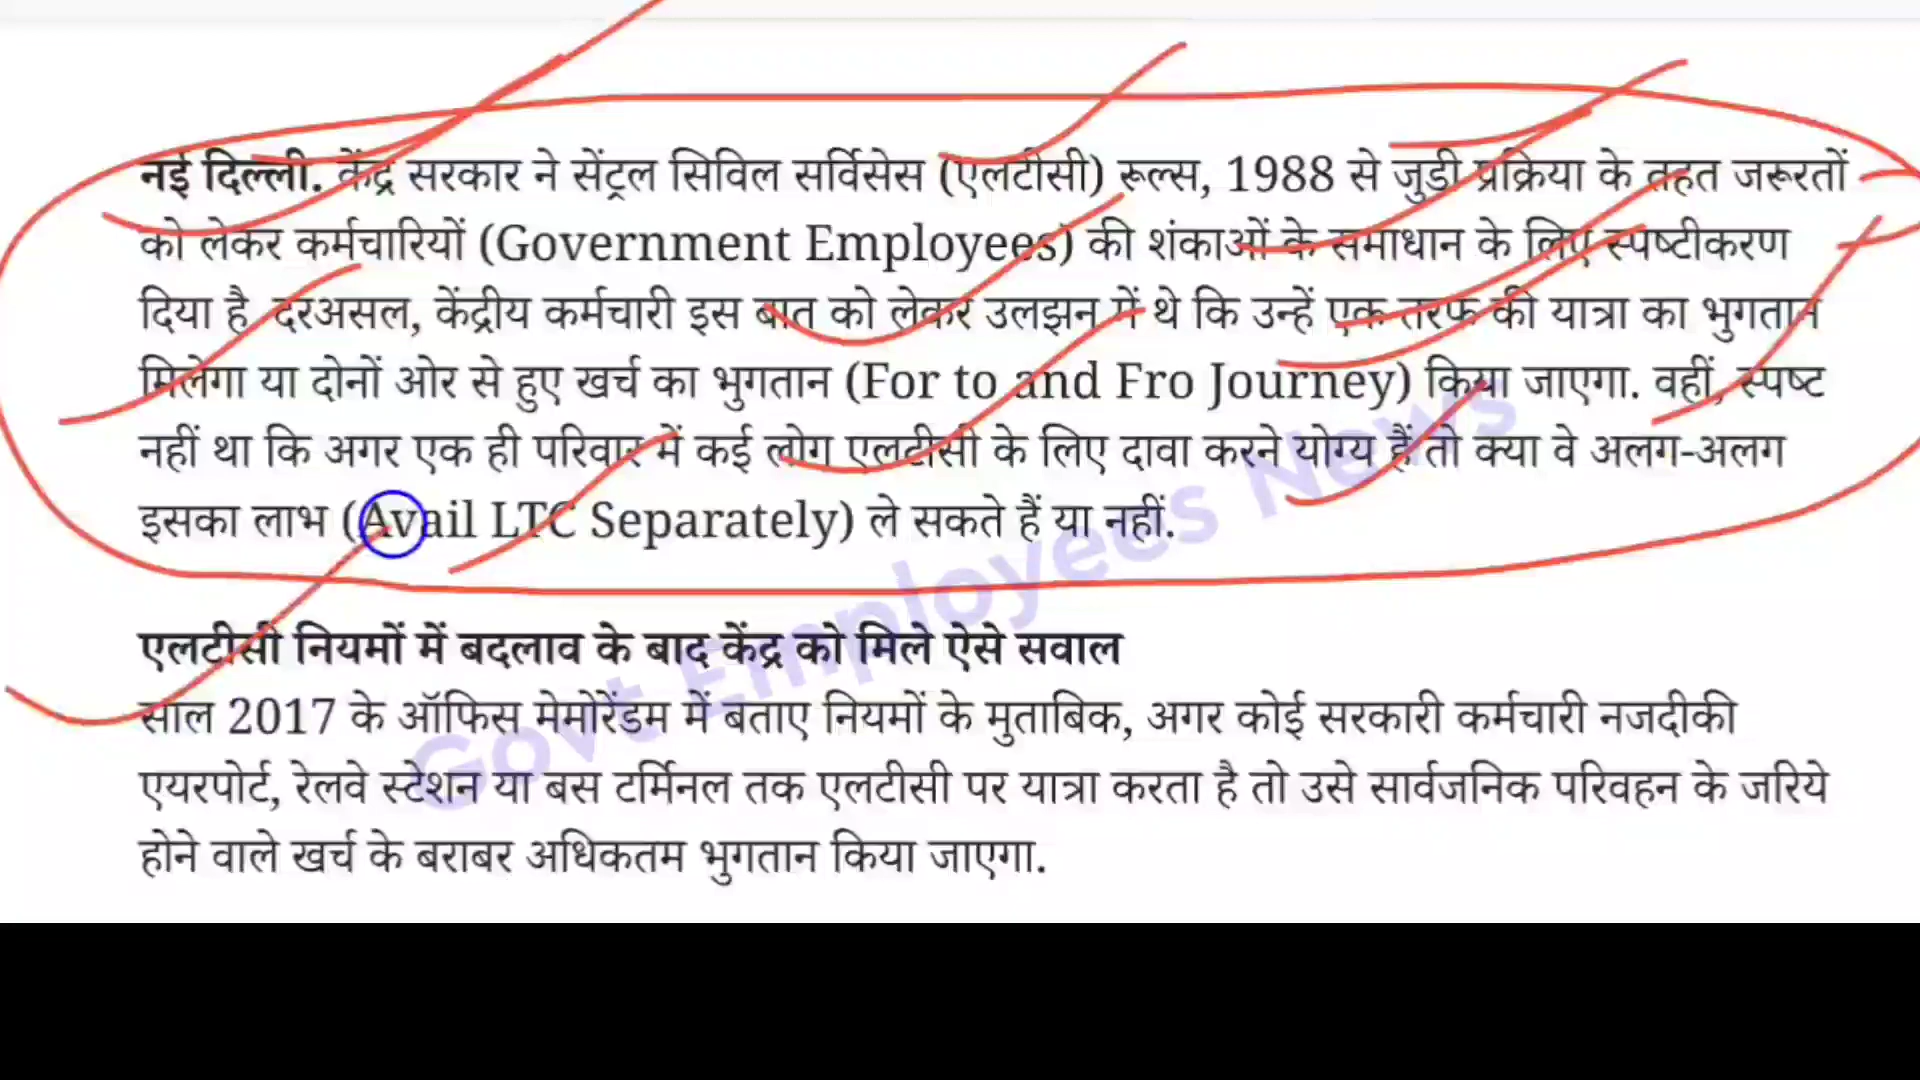 नई दिल्ली. केंद्र सरकार ने सेंट्रल सिविल सर्विसेस (एलटीसी) रूल्स, 1988 से जुडी प्रक्रिया के तहत जरूरतों
को लेकर कर्मचारियों (Government Employees) की शंकाओं के समाधान के लिए स्पष्टीकरण
दिया है. दरअसल, केंद्रीय कर्मचारी इस बात को लेकर उलझन में थे कि उन्हें एक तरफ की यात्रा का भुगतान
मिलेगा या दोनों ओर से हुए खर्च का भुगतान (For to and Fro Journey) किया जाएगा. वहीं, स्पष्ट
नहीं था कि अगर एक ही परिवार में कई लोग एलटीसी के लिए दावा करने योग्य हैं तो क्या वे अलग-अलग
इसका लाभ (Avail LTC Separately) ले सकते हैं या नहीं.
एलटीसी नियमों में बदलाव के बाद केंद्र को मिले ऐसे सवाल
साल 2017 के ऑफिस मेमोरेंडम में बताए नियमों के मुताबिक, अगर कोई सरकारी कर्मचारी नजदीकी
एयरपोर्ट, रेलवे स्टेशन या बस टर्मिनल तक एलटीसी पर यात्रा करता है तो उसे सार्वजनिक परिवहन के जरिये
होने वाले खर्च के बराबर अधिकतम भुगतान किया जाएगा.
Govt Employees News